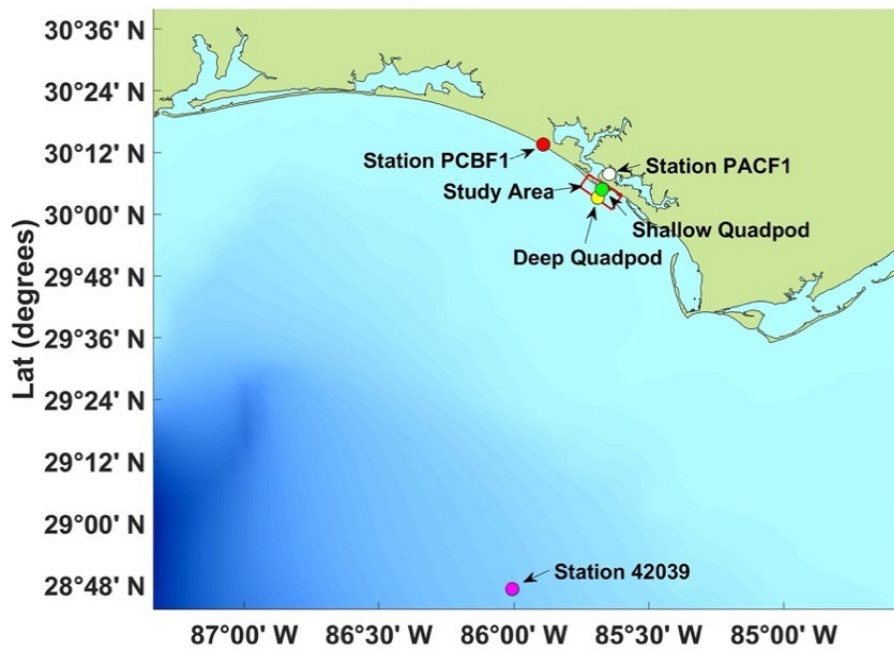 30°36' N
30°24' N
30°12' N
Station PCBF1
Station PACF1
Study Area
30°00' N
Shallow Quadpod
Deep Quadpod
29°48' N
Lat (degrees)
29°36' N
29°24' N
29°12' N
29°00' N
Station 42039
28°48' N
87°00' W 86°30' W 86°00' W 85°30' W 85°00' W